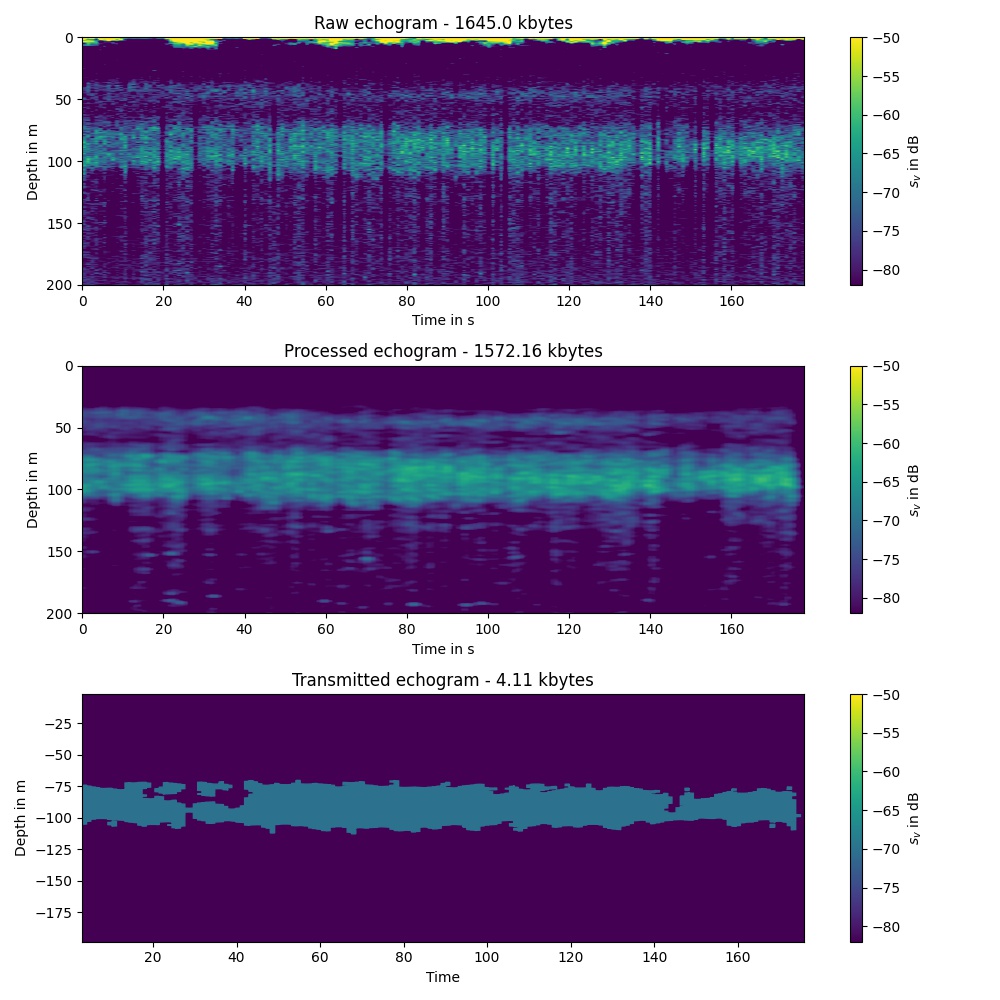 Raw echogram - 1645.0 kbytes
0
50
100
150
200
Depth in m
0 20 40 60 80 100 120 140 160
Time in s
−50
−55
−60
−65
−70
−75
−80
sv in dB
Processed echogram - 1572.16 kbytes
0
50
100
150
200
Depth in m
0 20 40 60 80 100 120 140 160
Time in s
−50
−55
−60
−65
−70
−75
−80
sv in dB
Transmitted echogram - 4.11 kbytes
−25
−50
−75
−100
−125
−150
−175
Depth in m
20 40 60 80 100 120 140 160
Time
−50
−55
−60
−65
−70
−75
−80
sv in dB